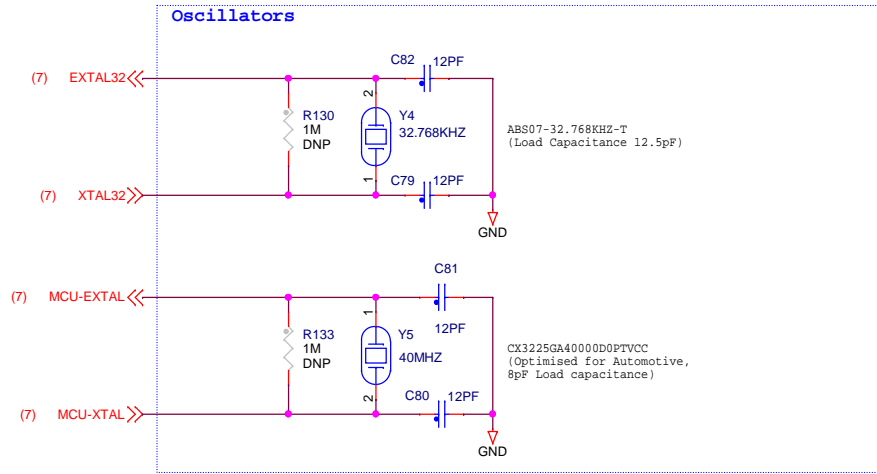 Oscillators
C82 12PF
(7) EXTAL32
2
R130
1M
DNP
Y4
32.768KHZ
ABS07-32.768KHZ-T
(Load Capacitance 12.5pF)
1
C79 12PF
(7) XTAL32
GND
C81
(7) MCU-EXTAL
12PF
1
R133
1M
DNP
Y5
40MHZ
CX3225GA40000D0PTVCC
(Optimised for Automotive,
8pF Load capacitance)
2
C80 12PF
(7) MCU-XTAL
GND